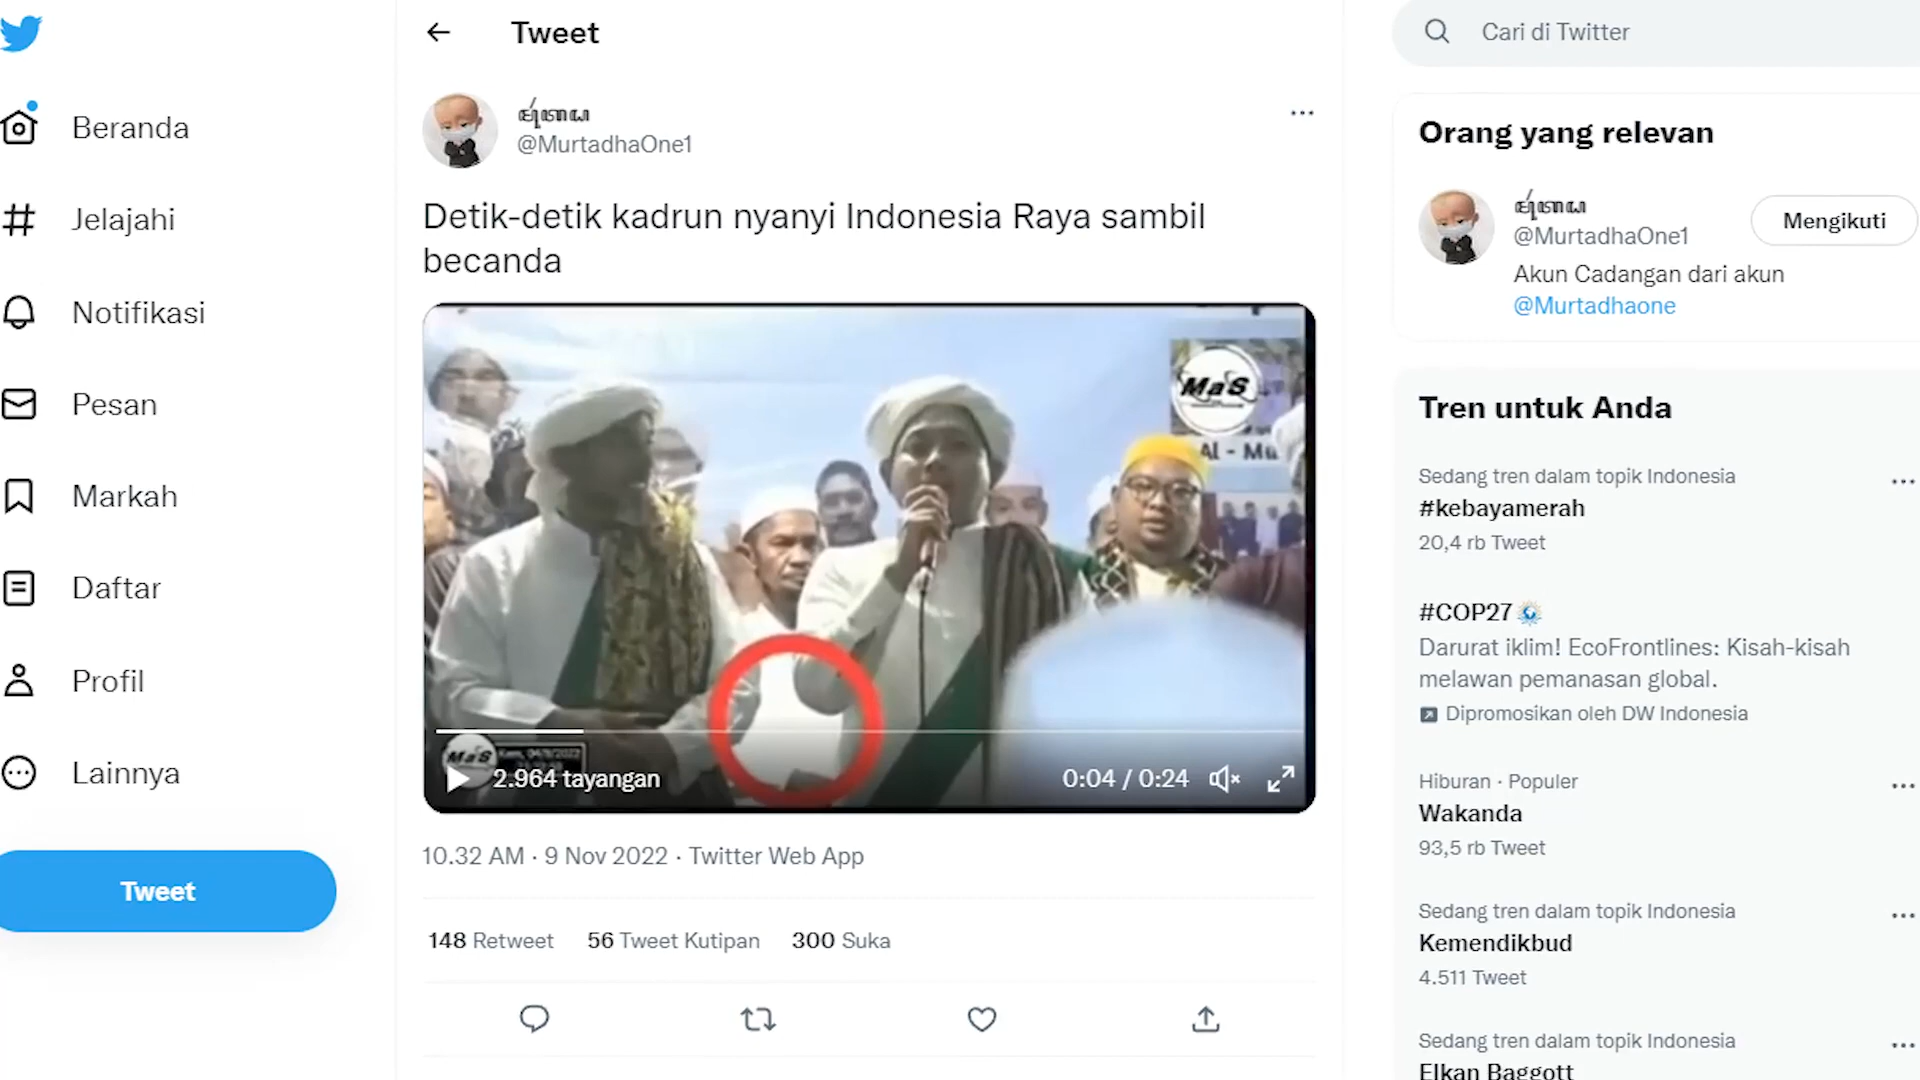 Tweet
Cari di Twitter
Beranda
Jelajahi
Notifikasi
Pesan
Markah
Daftar
Profil
Lainnya
Tweet
@MurtadhaOne1
Detik-detik kadrun nyanyi Indonesia Raya sambil
becanda
MaS
Al - Mu
MaS
2.964 tayangan
0:04 / 0:24
10.32 AM · 9 Nov 2022 · Twitter Web App
148 Retweet 56 Tweet Kutipan 300 Suka
Orang yang relevan
@MurtadhaOne1
Mengikuti
Akun Cadangan dari akun
@Murtadhaone
Tren untuk Anda
Sedang tren dalam topik Indonesia
#kebayamerah
20,4 rb Tweet
#COP27
Darurat iklim! EcoFrontlines: Kisah-kisah
melawan pemanasan global.
Dipromosikan oleh DW Indonesia
Hiburan · Populer
Wakanda
93,5 rb Tweet
Sedang tren dalam topik Indonesia
Kemendikbud
4.511 Tweet
Sedang tren dalam topik Indonesia
Elkan Baggott